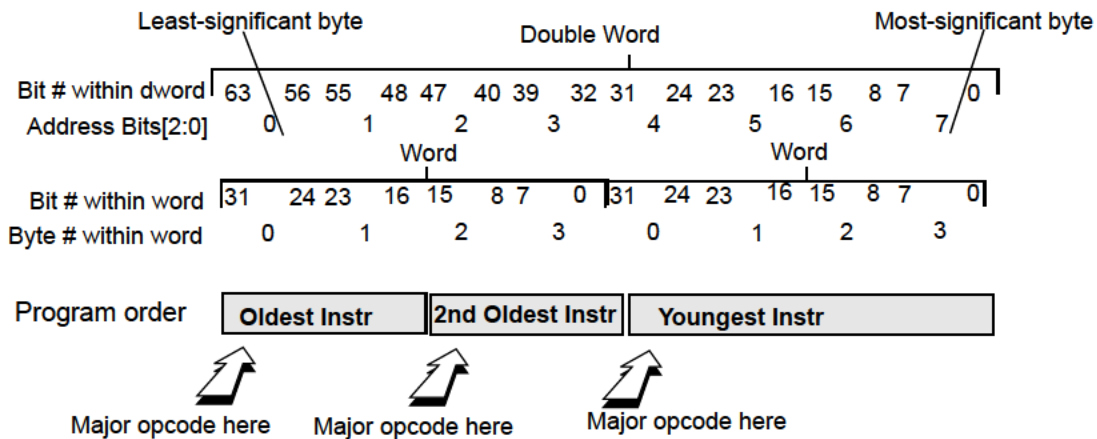 Least-significant byte Most-significant byte
Double Word
Bit # within dword 63 56 55 48 47 40 39 32 31 24 23 16 15 8 7 0
Address Bits[2:0] 0 1 2 3 4 5 6 7
Word Word
Bit # within word 31 24 23 16 15 8 7 0 31 24 23 16 15 8 7 0
Byte # within word 0 1 2 3 0 1 2 3
Program order Oldest Instr 2nd Oldest Instr Youngest Instr
Major opcode here Major opcode here Major opcode here